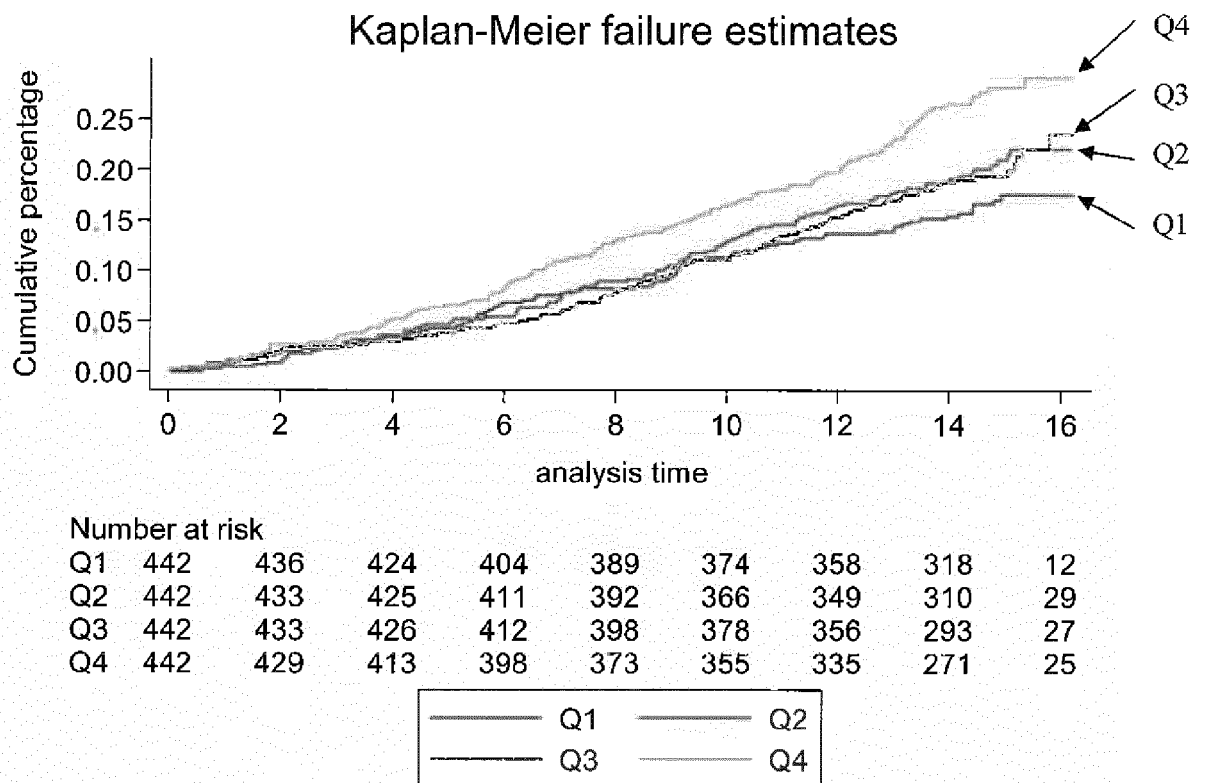 Kaplan-Meier failure estimates
Q4
Q3
Q2
Q1
Cumulative percentage
0.25
0.20
0.15
0.10
0.05
0.00
0 2 4 6 8 10 12 14 16
analysis time
Number at risk
Q1 442 436 424 404 389 374 358 318 12
Q2 442 433 425 411 392 366 349 310 29
Q3 442 433 426 412 398 378 356 293 27
Q4 442 429 413 398 373 355 335 271 25
Q1 Q2
Q3 Q4